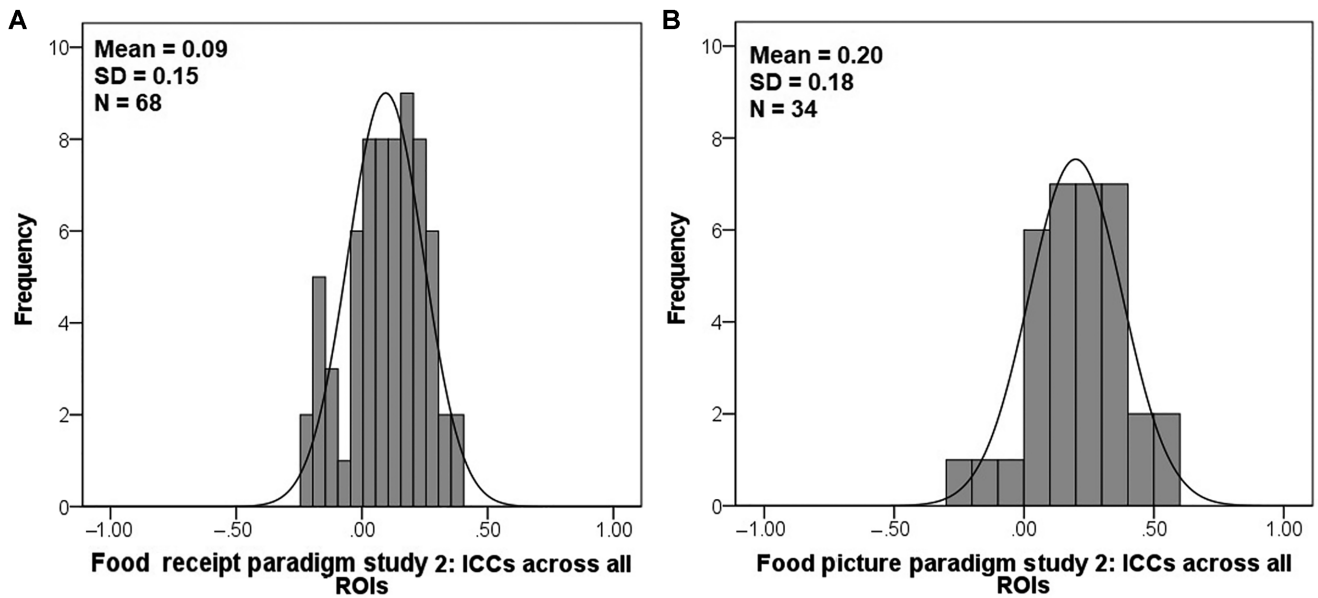 A
Mean = 0.09
SD = 0.15
N = 68
10
8
6
4
2
0
Frequency
–1.00
–.50
.00
.50
1.00
Food receipt paradigm study 2: ICCs across all
ROIs
B
Mean = 0.20
SD = 0.18
N = 34
10
8
6
4
2
0
Frequency
–1.00
–.50
.00
.50
1.00
Food picture paradigm study 2: ICCs across all
ROIs